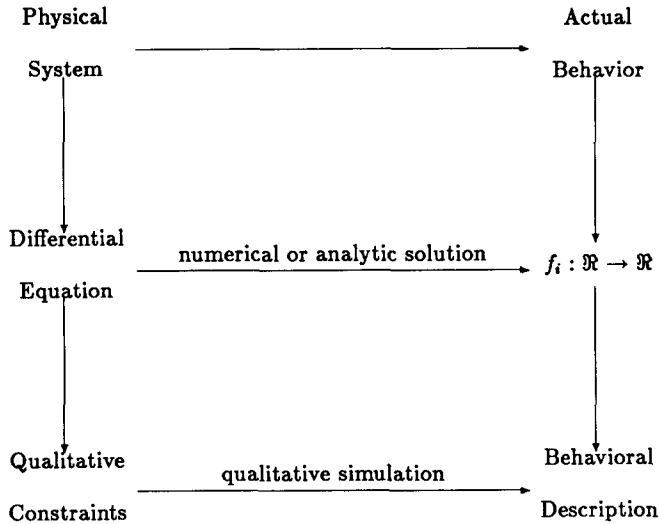 Physical
Actual
System
Behavior
Differential
numerical or analytic solution
f_i : ℜ → ℜ
Equation
Qualitative
Behavioral
qualitative simulation
Constraints
Description